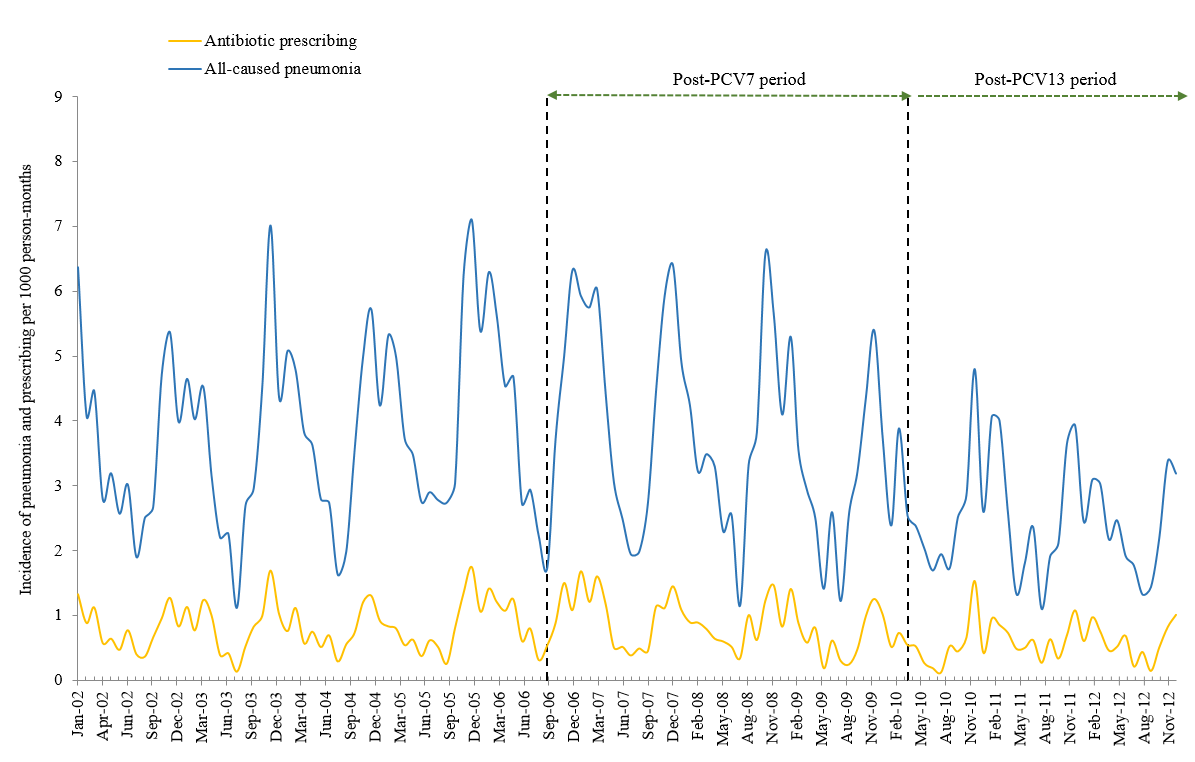 Antibiotic prescribing
All-caused pneumonia
Post-PCV7 period
Post-PCV13 period
Incidence of pneumonia and prescribing per 1000 person-months
9
8
7
6
5
4
3
2
1
0
Jan-02
Apr-02
Jun-02
Sep-02
Dec-02
Mar-03
Jun-03
Sep-03
Dec-03
Mar-04
Jun-04
Sep-04
Dec-04
Mar-05
Jun-05
Sep-05
Dec-05
Mar-06
Jun-06
Sep-06
Dec-06
Mar-07
Jun-07
Sep-07
Dec-07
Feb-08
May-08
Aug-08
Nov-08
Feb-09
May-09
Aug-09
Nov-09
Feb-10
May-10
Aug-10
Nov-10
Feb-11
May-11
Aug-11
Nov-11
Feb-12
May-12
Aug-12
Nov-12